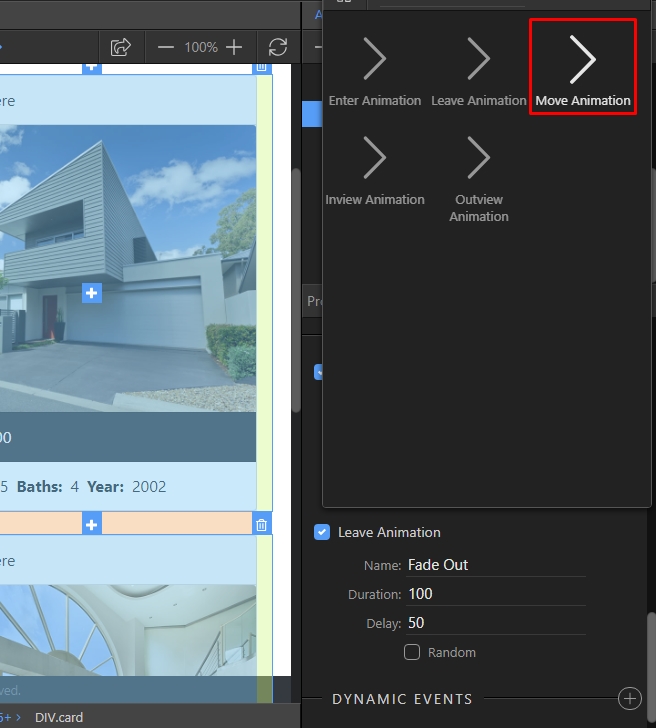 100%
ere
Enter Animation
Leave Animation
Move Animation
Inview Animation
Outview
Animation
Pr
00
5 Baths: 4 Year: 2002
Leave Animation
ere
Name: Fade Out
Duration: 100
Delay: 50
Random
ved.
DYNAMIC EVENTS
5+ > DIV.card